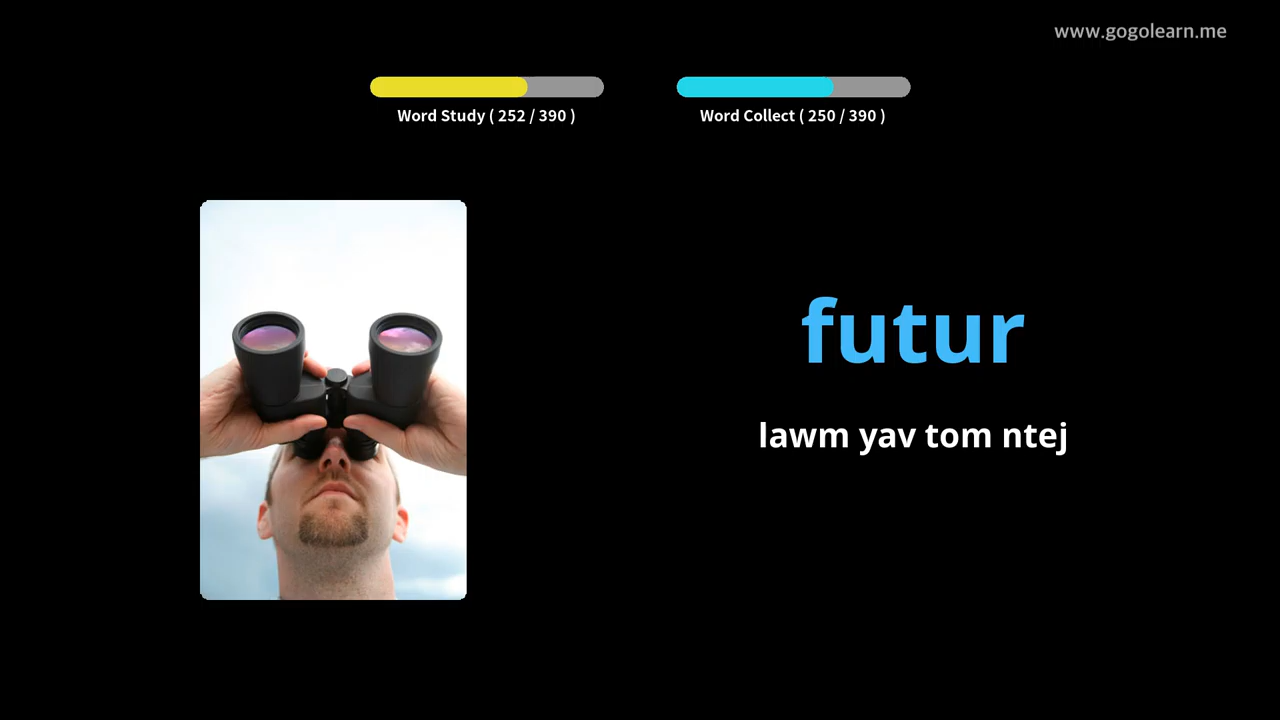 www.gogolearn.me
Word Study ( 252 / 390 )
Word Collect ( 250 / 390 )
futur
lawm yav tom ntej